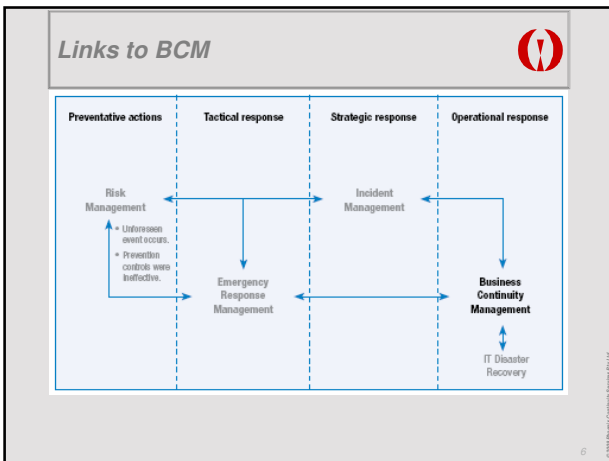 Links to BCM
Preventative actions
Tactical response
Strategic response
Operational response
Risk
Management
• Unforeseen
event occurs.
• Prevention
controls were
ineffective.
Incident
Management
Emergency
Response
Management
Business
Continuity
Management
IT Disaster
Recovery
6